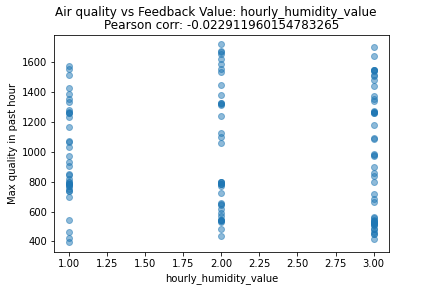 Air quality vs Feedback Value: hourly_humidity_value
Pearson corr: -0.022911960154783265
Max quality in past hour
1600
1400
1200
1000
800
600
400
1.00 1.25 1.50 1.75 2.00 2.25 2.50 2.75 3.00
hourly_humidity_value